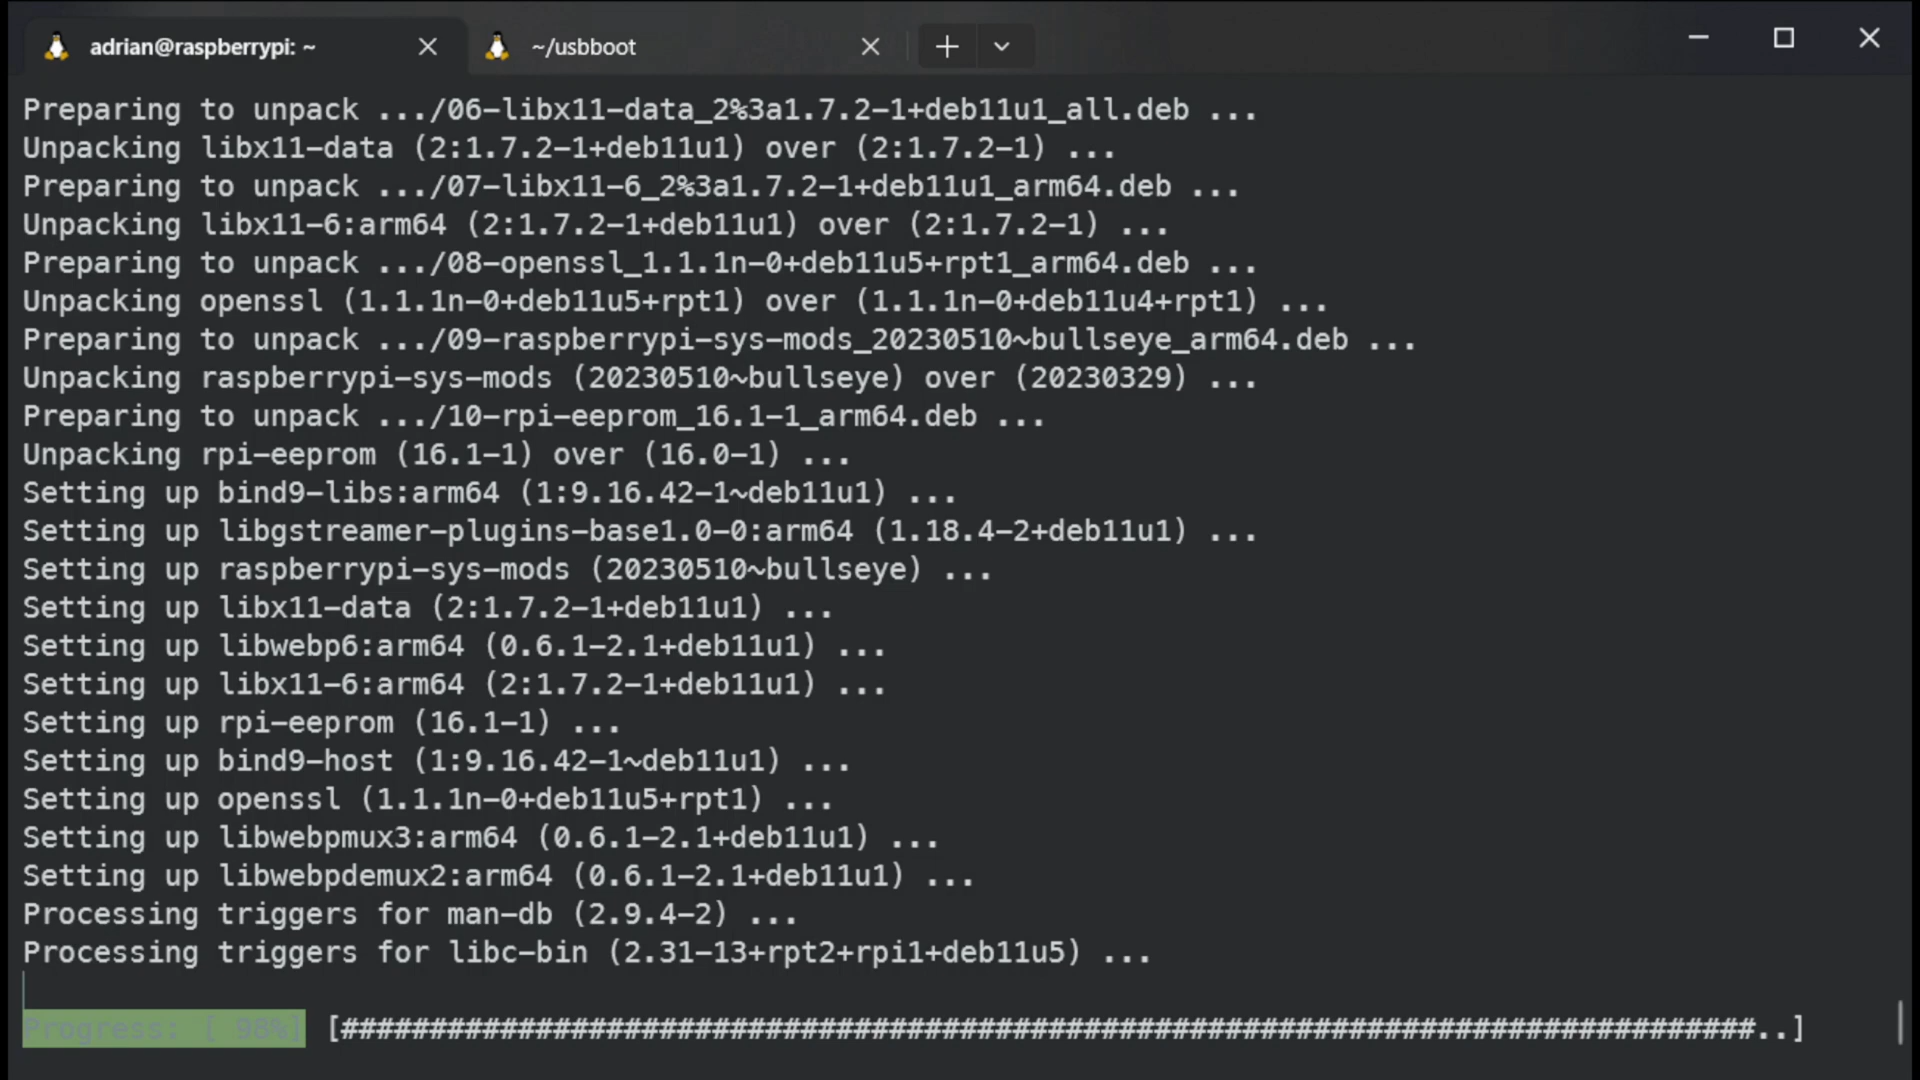 adrian@raspberrypi: ~
~/usbboot
Preparing to unpack .../06-libx11-data_2%3a1.7.2-1+deb11u1_all.deb ...
Unpacking libx11-data (2:1.7.2-1+deb11u1) over (2:1.7.2-1) ...
Preparing to unpack .../07-libx11-6_2%3a1.7.2-1+deb11u1_arm64.deb ...
Unpacking libx11-6:arm64 (2:1.7.2-1+deb11u1) over (2:1.7.2-1) ...
Preparing to unpack .../08-openssl_1.1.1n-0+deb11u5+rpt1_arm64.deb ...
Unpacking openssl (1.1.1n-0+deb11u5+rpt1) over (1.1.1n-0+deb11u4+rpt1) ...
Preparing to unpack .../09-raspberrypi-sys-mods_20230510~bullseye_arm64.deb ...
Unpacking raspberrypi-sys-mods (20230510~bullseye) over (20230329) ...
Preparing to unpack .../10-rpi-eeprom_16.1-1_arm64.deb ...
Unpacking rpi-eeprom (16.1-1) over (16.0-1) ...
Setting up bind9-libs:arm64 (1:9.16.42-1~deb11u1) ...
Setting up libgstreamer-plugins-base1.0-0:arm64 (1.18.4-2+deb11u1) ...
Setting up raspberrypi-sys-mods (20230510~bullseye) ...
Setting up libx11-data (2:1.7.2-1+deb11u1) ...
Setting up libwebp6:arm64 (0.6.1-2.1+deb11u1) ...
Setting up libx11-6:arm64 (2:1.7.2-1+deb11u1) ...
Setting up rpi-eeprom (16.1-1) ...
Setting up bind9-host (1:9.16.42-1~deb11u1) ...
Setting up openssl (1.1.1n-0+deb11u5+rpt1) ...
Setting up libwebpmux3:arm64 (0.6.1-2.1+deb11u1) ...
Setting up libwebpdemux2:arm64 (0.6.1-2.1+deb11u1) ...
Processing triggers for man-db (2.9.4-2) ...
Processing triggers for libc-bin (2.31-13+rpt2+rpi1+deb11u5) ...
Progress: [ 98%] [################################################################################..]